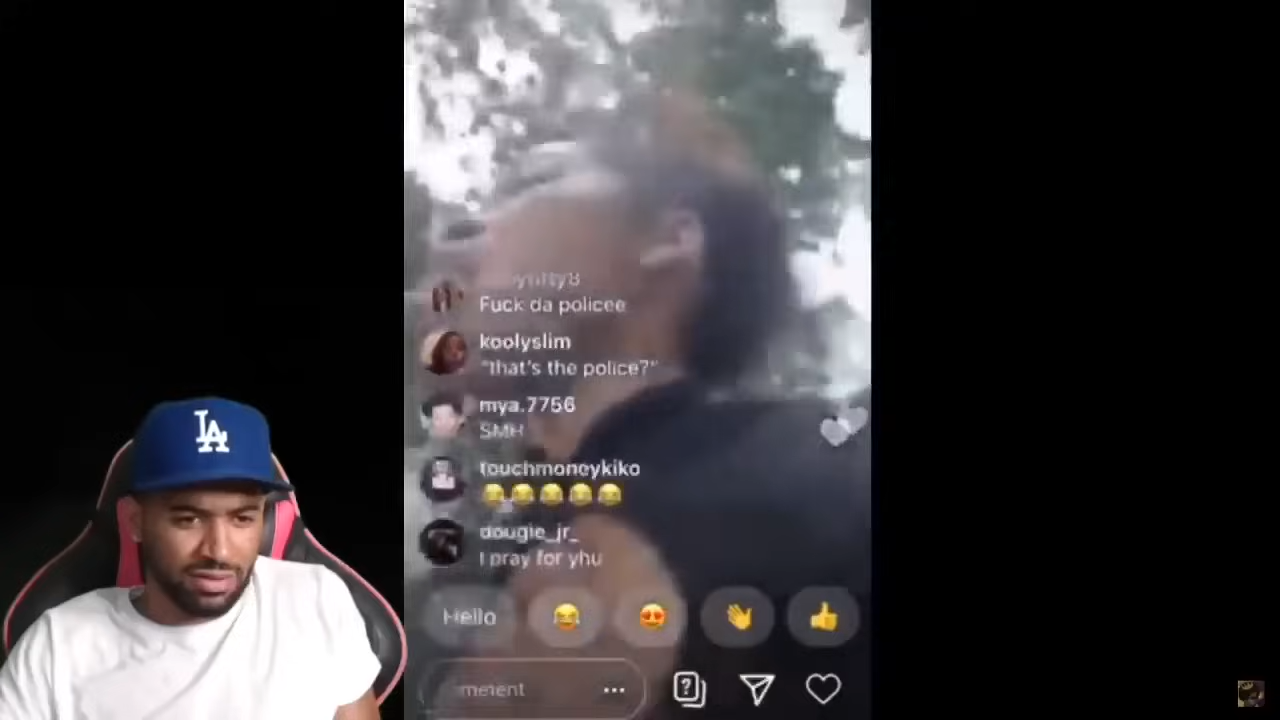 Fuck da policee
koolyslim
"that's the police?"
mya.7756
SMH
touchmoneykiko
😂😂😂😂😂
dougie_jr_
I pray for yhu
Hello
LA